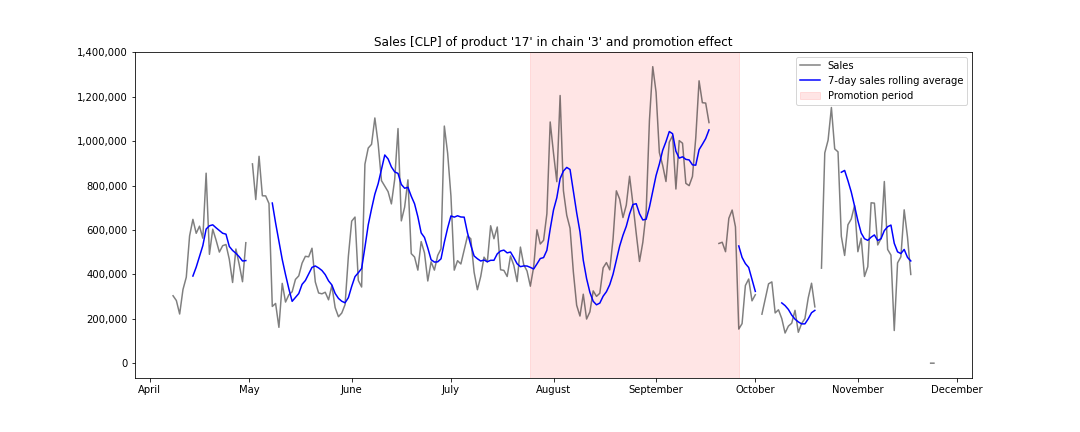 Sales [CLP] of product '17' in chain '3' and promotion effect
1,400,000
1,200,000
1,000,000
800,000
600,000
400,000
200,000
0
Sales
7-day sales rolling average
Promotion period
April May June July August September October November December